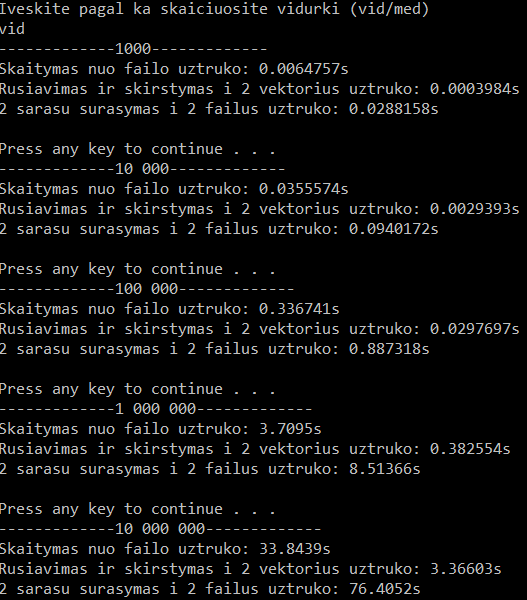 Iveskite pagal ka skaiciuosite vidurki (vid/med)
vid
-------------1000-------------
Skaitymas nuo failo uztruko: 0.0064757s
Rusiavimas ir skirstymas i 2 vektorius uztruko: 0.0003984s
2 sarasu surasymas i 2 failus uztruko: 0.0288158s

Press any key to continue . . .
-------------10 000-------------
Skaitymas nuo failo uztruko: 0.0355574s
Rusiavimas ir skirstymas i 2 vektorius uztruko: 0.0029393s
2 sarasu surasymas i 2 failus uztruko: 0.0940172s

Press any key to continue . . .
-------------100 000-------------
Skaitymas nuo failo uztruko: 0.336741s
Rusiavimas ir skirstymas i 2 vektorius uztruko: 0.0297697s
2 sarasu surasymas i 2 failus uztruko: 0.887318s

Press any key to continue . . .
-------------1 000 000-------------
Skaitymas nuo failo uztruko: 3.7095s
Rusiavimas ir skirstymas i 2 vektorius uztruko: 0.382554s
2 sarasu surasymas i 2 failus uztruko: 8.51366s

Press any key to continue . . .
-------------10 000 000-------------
Skaitymas nuo failo uztruko: 33.8439s
Rusiavimas ir skirstymas i 2 vektorius uztruko: 3.36603s
2 sarasu surasymas i 2 failus uztruko: 76.4052s